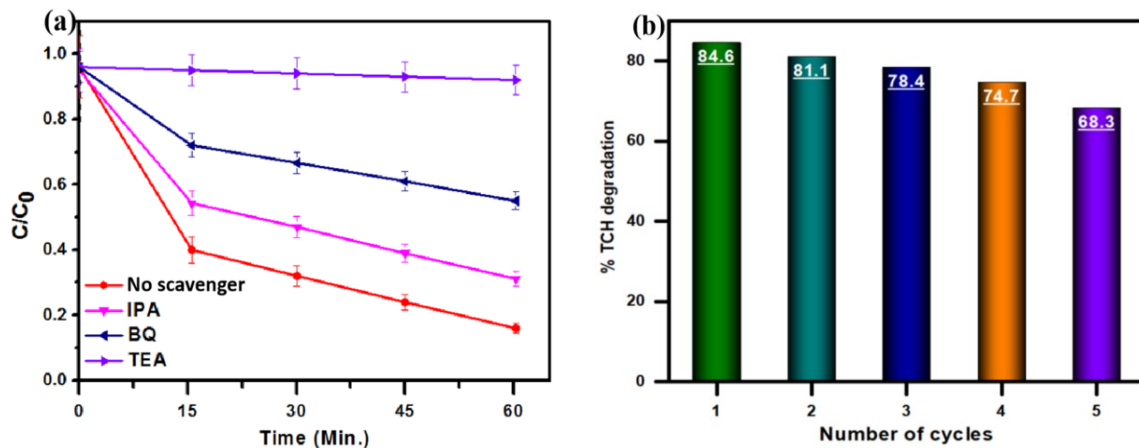 (a)
C/C0
1.0
0.8
0.6
0.4
0.2
0.0
No scavenger
IPA
BQ
TEA
0 15 30 45 60
Time (Min.)
(b)
% TCH degradation
80
60
40
20
0
84.6
81.1
78.4
74.7
68.3
1 2 3 4 5
Number of cycles